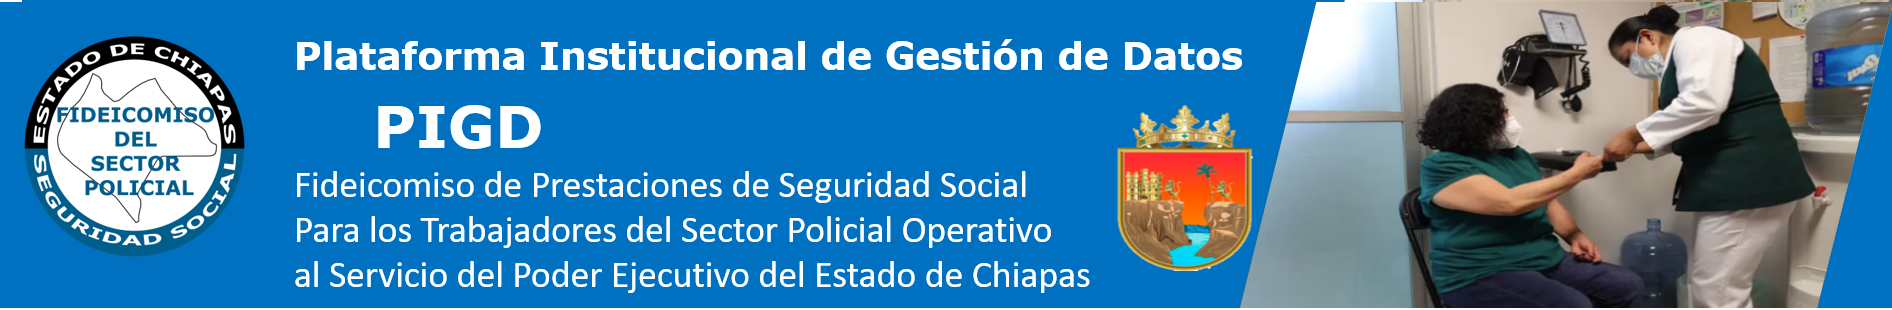 ESTADO DE CHIAPAS
FIDEICOMISO
DEL
SECTOR
POLICIAL
SEGURIDAD SOCIAL
Plataforma Institucional de Gestión de Datos
PIGD
Fideicomiso de Prestaciones de Seguridad Social
Para los Trabajadores del Sector Policial Operativo
al Servicio del Poder Ejecutivo del Estado de Chiapas